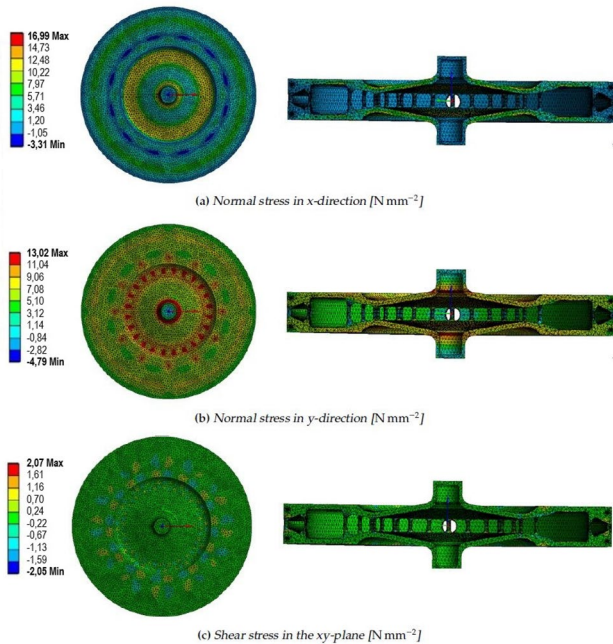 16,99 Max
14,73
12,48
10,22
7,97
5,71
3,46
1,20
-1,05
-3,31 Min
(a) Normal stress in x-direction [N mm⁻²]
13,02 Max
11,04
9,06
7,08
5,10
3,12
1,14
-0,84
-2,82
-4,79 Min
(b) Normal stress in y-direction [N mm⁻²]
2,07 Max
1,61
1,16
0,70
0,24
-0,22
-0,67
-1,13
-1,59
-2,05 Min
(c) Shear stress in the xy-plane [N mm⁻²]